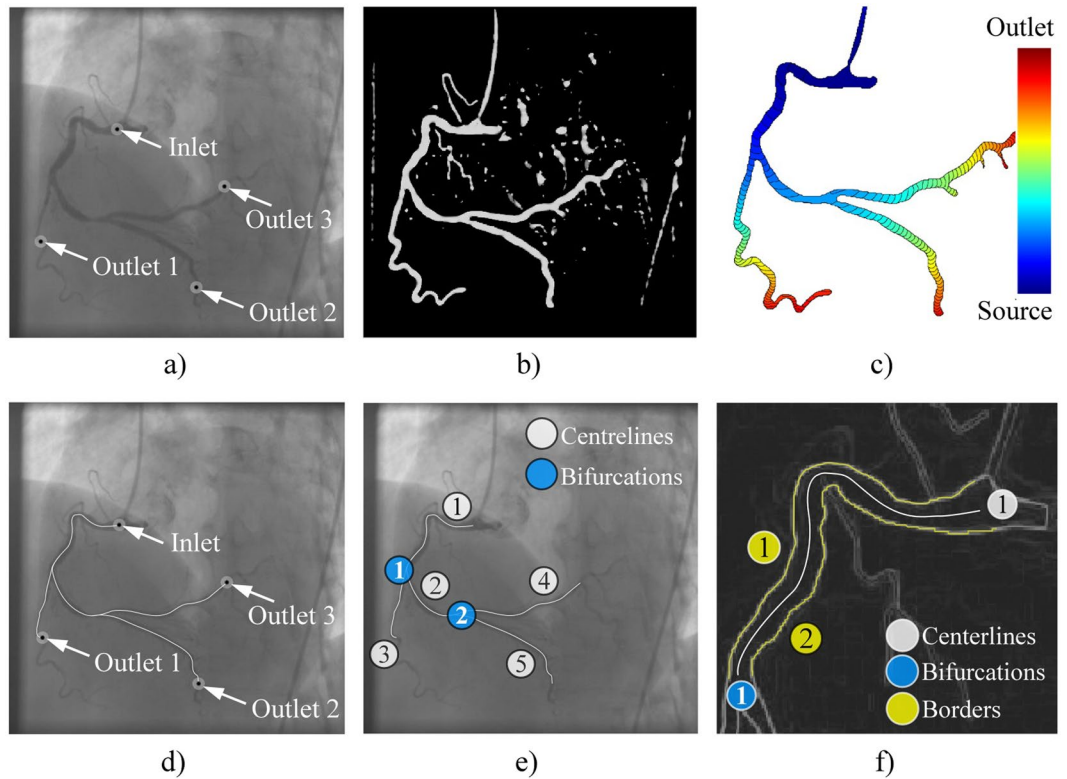 Inlet
Outlet 3
Outlet 1
Outlet 2
a)
b)
Outlet
Source
c)
Inlet
Outlet 3
Outlet 1
Outlet 2
d)
Centrelines
Bifurcations
1
1
2
4
2
3
5
e)
1
1
2
Centerlines
Bifurcations
1
Borders
f)